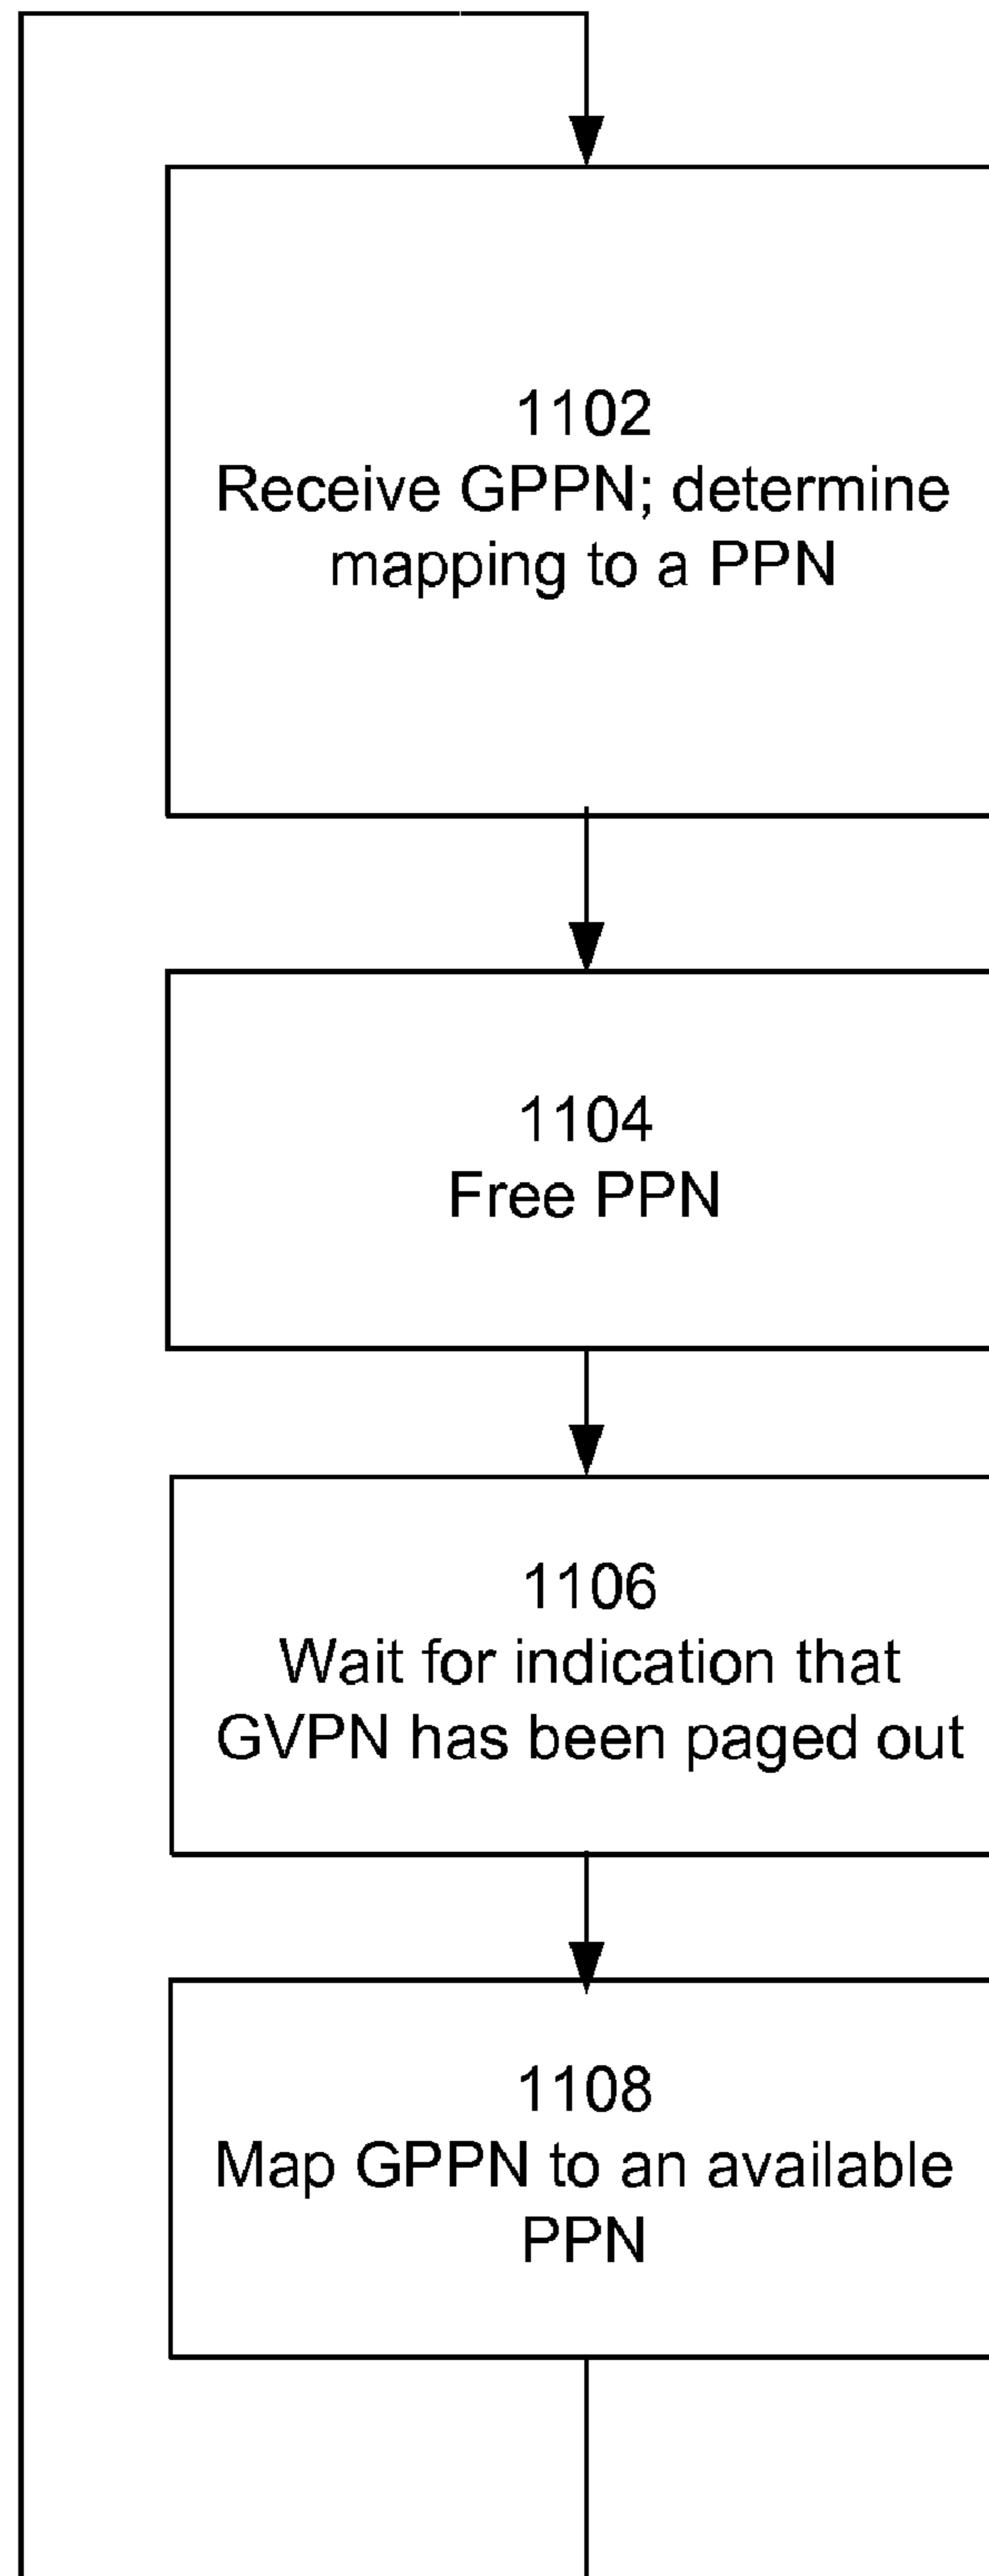 1102
Receive GPPN; determine
mapping to a PPN
1104
Free PPN
1106
Wait for indication that
GVPN has been paged out
1108
Map GPPN to an available
PPN